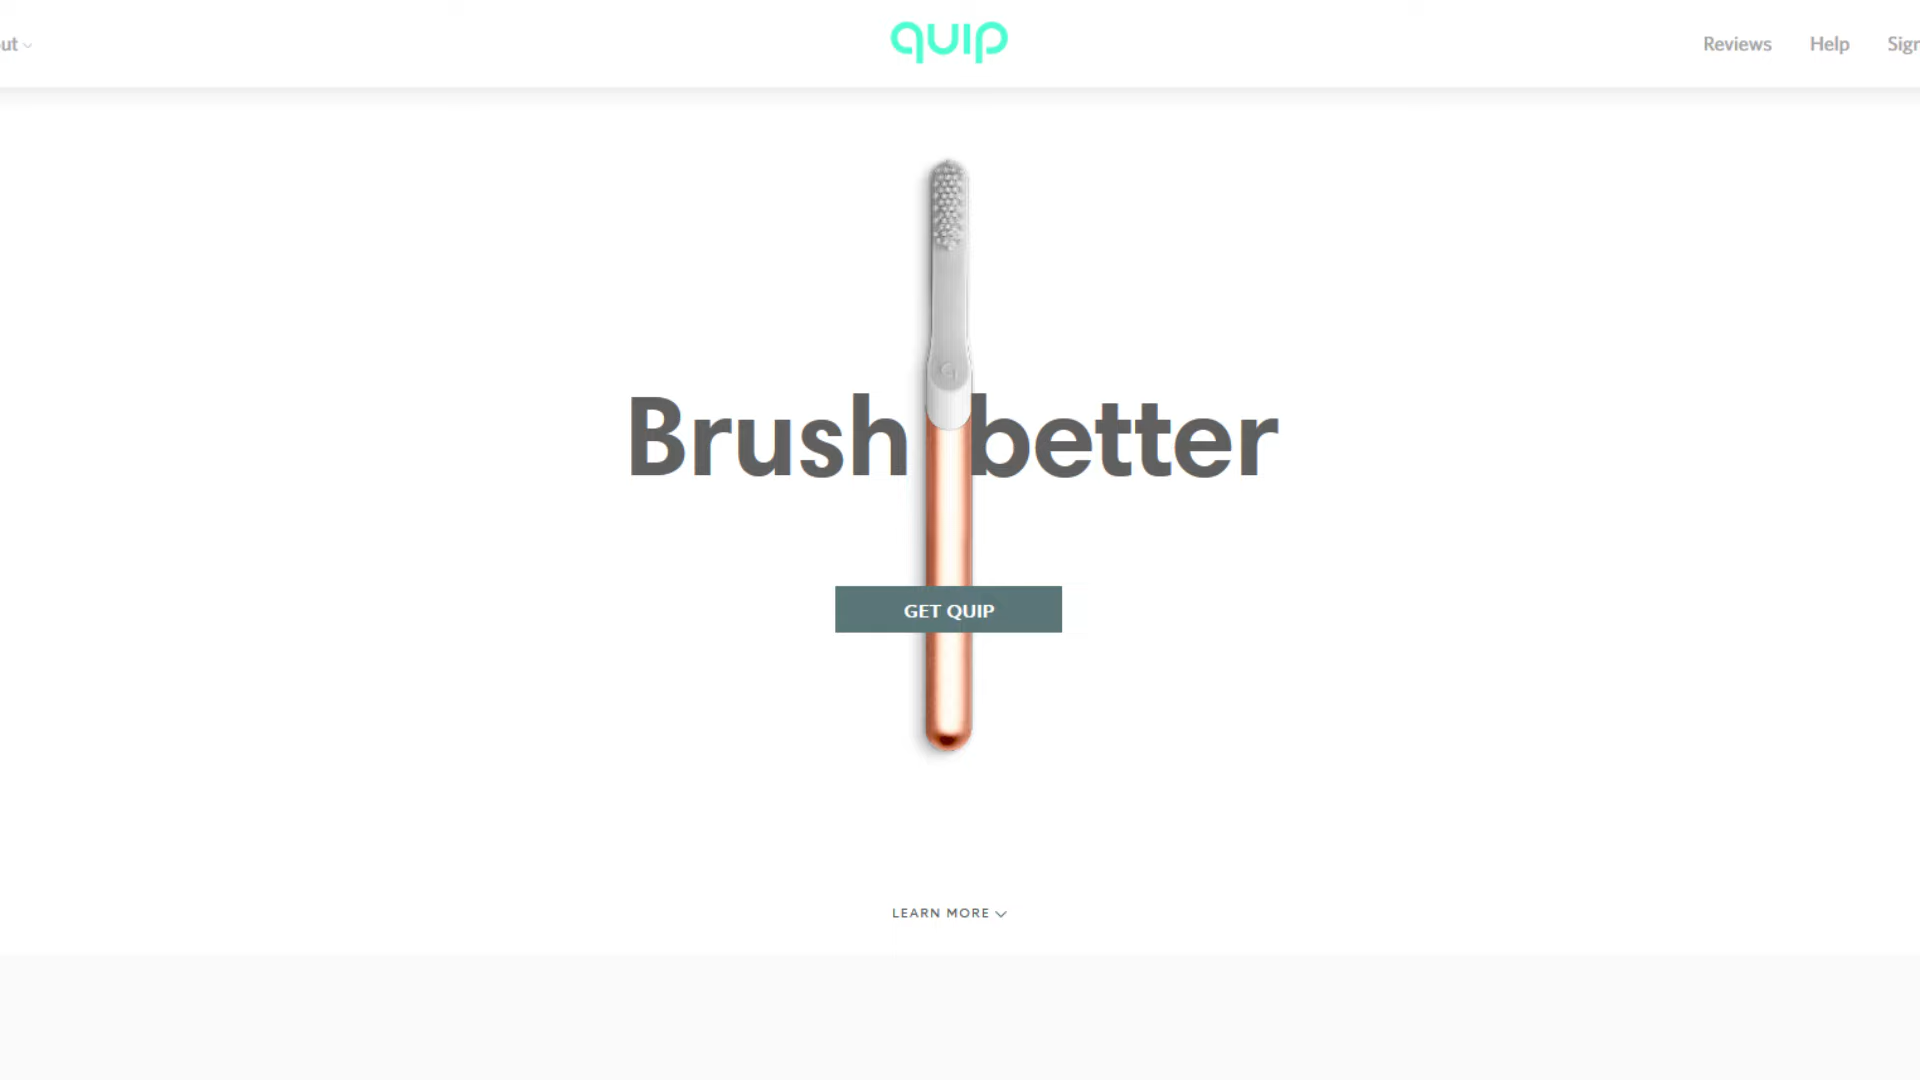 quip
Reviews Help
Brush better
GET QUIP
LEARN MORE